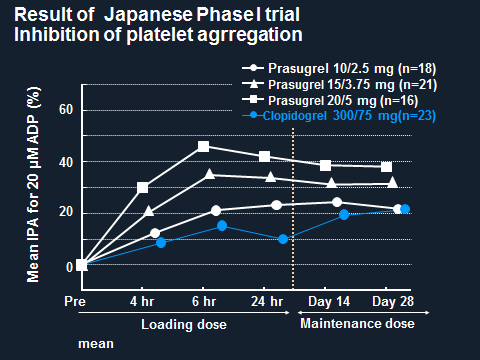 Result of Japanese Phase I trial
Inhibition of platelet agrregation
Prasugrel 10/2.5 mg (n=18)
Prasugrel 15/3.75 mg (n=21)
Prasugrel 20/5 mg (n=16)
Clopidogrel 300/75 mg(n=23)
Mean IPA for 20 µM ADP (%)
60
40
20
0
Pre 4 hr 6 hr 24 hr Day 14 Day 28
Loading dose Maintenance dose
mean